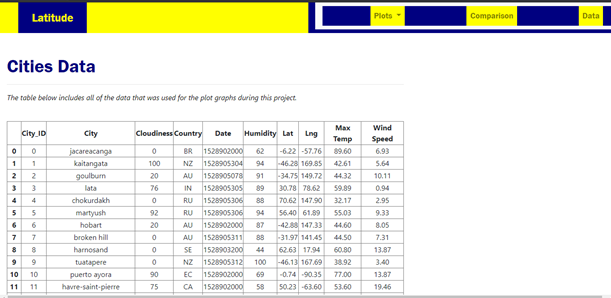 Latitude
Plots Comparison Data
Cities Data
The table below includes all of the data that was used for the plot graphs during this project.
City_ID City Cloudiness Country Date Humidity Lat Lng Max Temp Wind Speed
0 0 jacareacanga 0 BR 1528902000 62 -6.22 -57.76 89.60 6.93
1 1 kaitangata 100 NZ 1528905304 94 -46.28 169.85 42.61 5.64
2 2 goulburn 20 AU 1528905078 91 -34.75 149.72 44.32 10.11
3 3 lata 76 IN 1528905305 89 30.78 78.62 59.89 0.94
4 4 chokurdakh 0 RU 1528905306 88 70.62 147.90 32.17 2.95
5 5 martyush 92 RU 1528905306 94 56.40 61.89 55.03 9.33
6 6 hobart 20 AU 1528902000 87 -42.88 147.33 44.60 8.05
7 7 broken hill 0 AU 1528905311 88 -31.97 141.45 44.50 7.31
8 8 harnosand 0 SE 1528903200 44 62.63 17.94 60.80 13.87
9 9 tuatapere 0 NZ 1528905312 100 -46.13 167.69 38.92 3.40
10 10 puerto ayora 90 EC 1528902000 69 -0.74 -90.35 77.00 13.87
11 11 havre-saint-pierre 75 CA 1528902000 58 50.23 -63.60 53.60 19.46